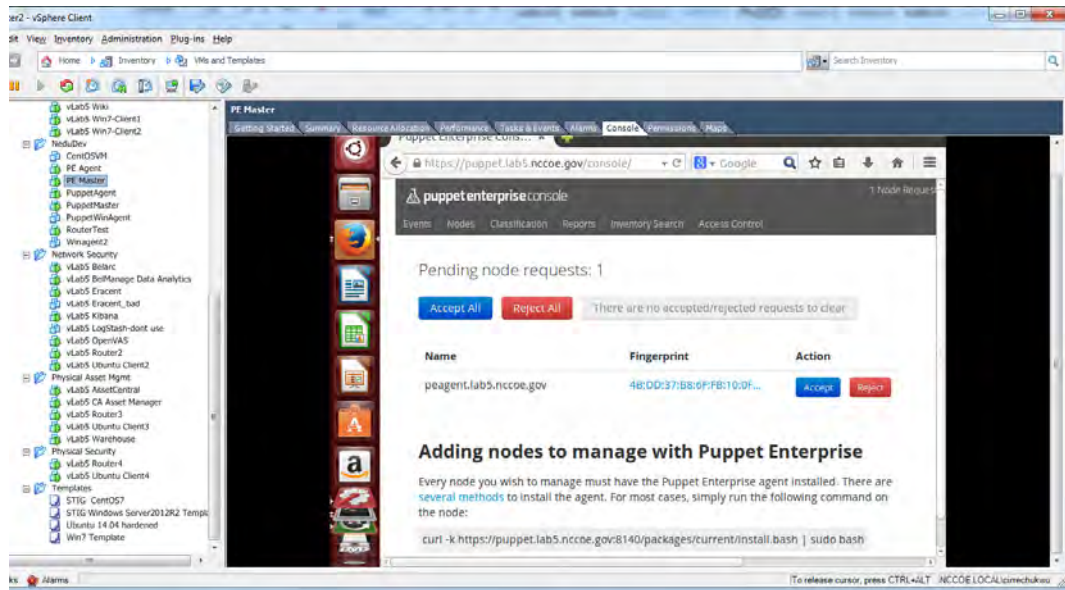 er2 - vSphere Client
dit View Inventory Administration Plug-ins Help
Home Inventory VMs and Templates
Search Inventory
vLab5 Wiki
vLab5 Win7-Client1
vLab5 Win7-Client2
NeduDev
CentOSVM
PE Agent
PE Master
PuppetAgent
PuppetMaster
PuppetWinAgent
RouterTest
Winagent2
Network Security
vLab5 Belarc
vLab5 BelManage Data Analytics
vLab5 Eracent
vLab5 Eracent_bad
vLab5 Kibana
vLab5 LogStash-dont use
vLab5 OpenVAS
vLab5 Router2
vLab5 Ubuntu Client2
Physical Asset Mgmt
vLab5 AssetCentral
vLab5 CA Asset Manager
vLab5 Router3
vLab5 Ubuntu Client3
vLab5 Warehouse
Physical Security
vLab5 Router4
vLab5 Ubuntu Client4
Templates
STIG CentOS7
STIG Windows Server2012R2 Templ
Ubuntu 14.04 hardened
Win7 Template
PE Master
Getting Started Summary Resource Allocation Performance Tasks & Events Alarms Console Permissions Maps
Puppet Enterprise Cons...
https://puppet.lab5.nccoe.gov/console/ Google
puppet enterprise console
1 Node Request
Events Nodes Classification Reports Inventory Search Access Control
Pending node requests: 1
Accept All Reject All There are no accepted/rejected requests to clear
Name Fingerprint Action
peagent.lab5.nccoe.gov 4B:DD:37:B8:6F:FB:10:0F... Accept Reject
Adding nodes to manage with Puppet Enterprise
Every node you wish to manage must have the Puppet Enterprise agent installed. There are
several methods to install the agent. For most cases, simply run the following command on
the node:
curl -k https://puppet.lab5.nccoe.gov:8140/packages/current/install.bash | sudo bash
ks Alarms
To release cursor, press CTRL+ALT